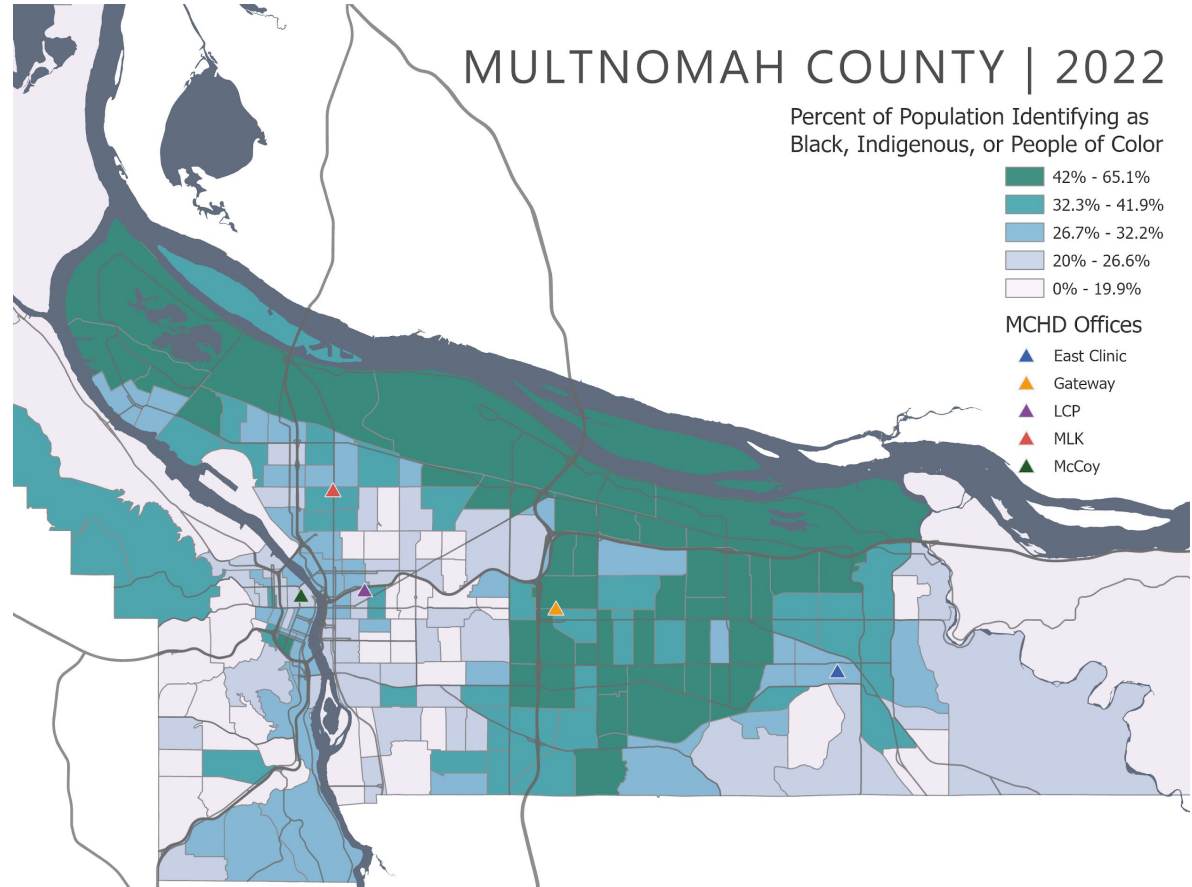 MULTNOMAH COUNTY | 2022
Percent of Population Identifying as
Black, Indigenous, or People of Color
42% - 65.1%
32.3% - 41.9%
26.7% - 32.2%
20% - 26.6%
0% - 19.9%
MCHD Offices
East Clinic
Gateway
LCP
MLK
McCoy